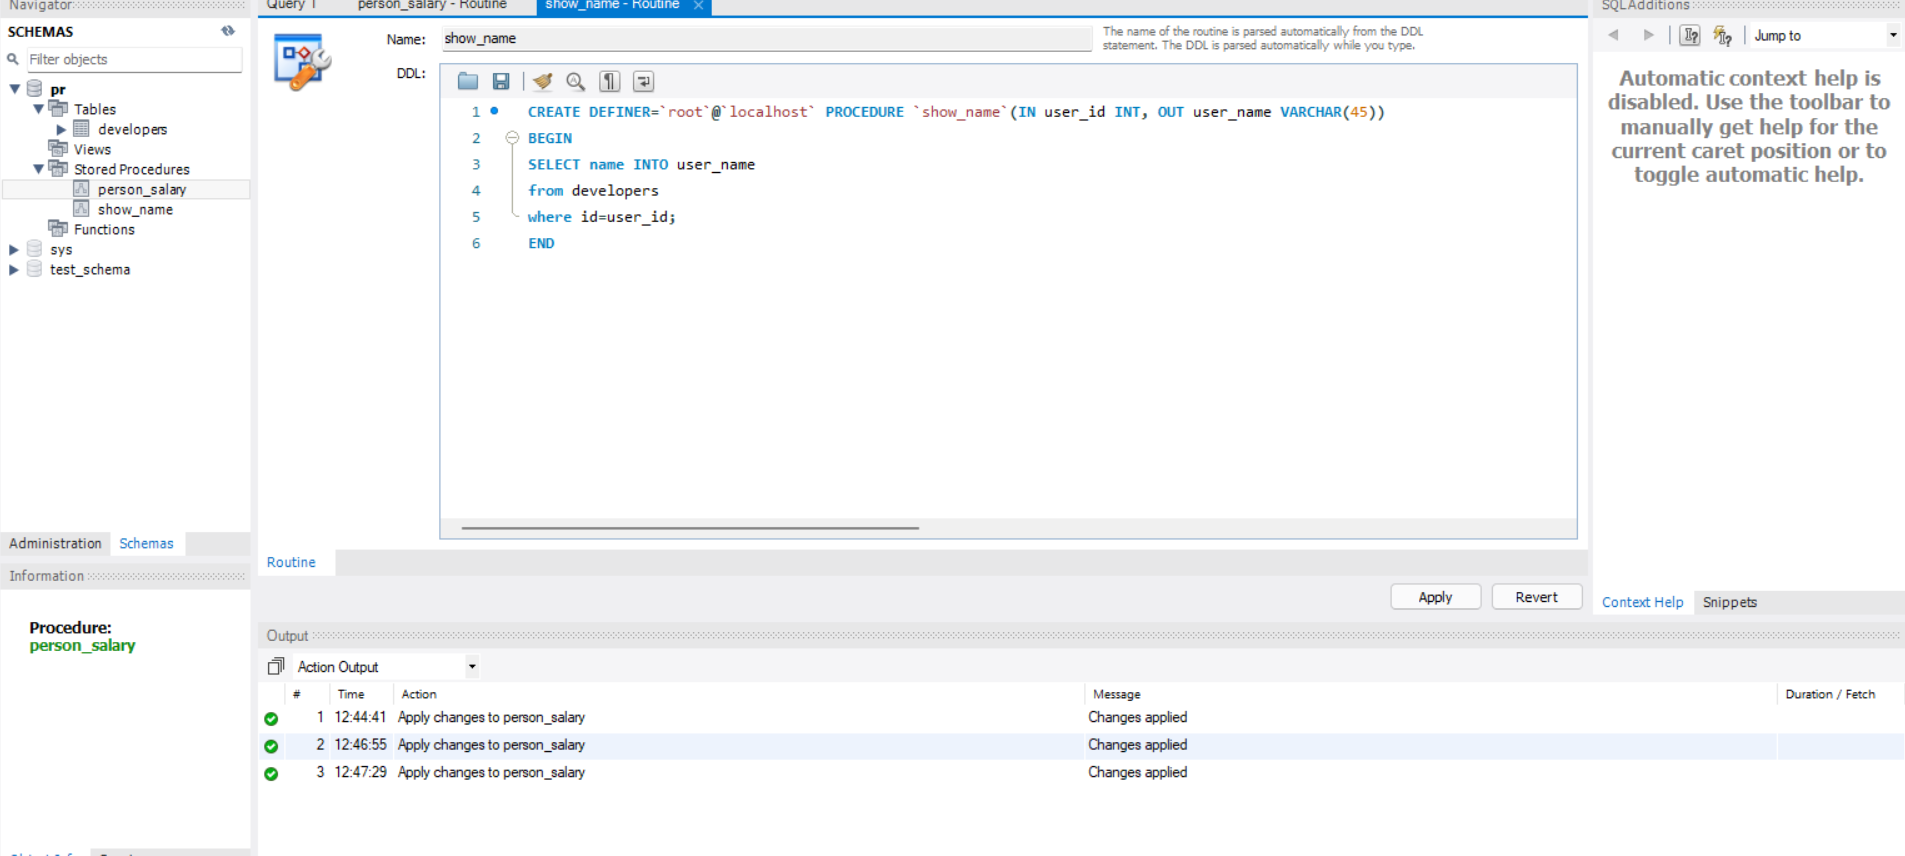 Navigator
SCHEMAS
Filter objects
pr
Tables
developers
Views
Stored Procedures
person_salary
show_name
Functions
sys
test_schema
Administration Schemas
Information
Procedure:
person_salary
Query 1 person_salary - Routine show_name - Routine
Name: show_name
The name of the routine is parsed automatically from the DDL
statement. The DDL is parsed automatically while you type.
DDL:
1 CREATE DEFINER=`root`@`localhost` PROCEDURE `show_name`(IN user_id INT, OUT user_name VARCHAR(45))
2 BEGIN
3 SELECT name INTO user_name
4 from developers
5 where id=user_id;
6 END
Routine
Apply Revert
SQLAdditions
Jump to
Automatic context help is
disabled. Use the toolbar to
manually get help for the
current caret position or to
toggle automatic help.
Context Help Snippets
Output
Action Output
# Time Action Message Duration / Fetch
1 12:44:41 Apply changes to person_salary Changes applied
2 12:46:55 Apply changes to person_salary Changes applied
3 12:47:29 Apply changes to person_salary Changes applied